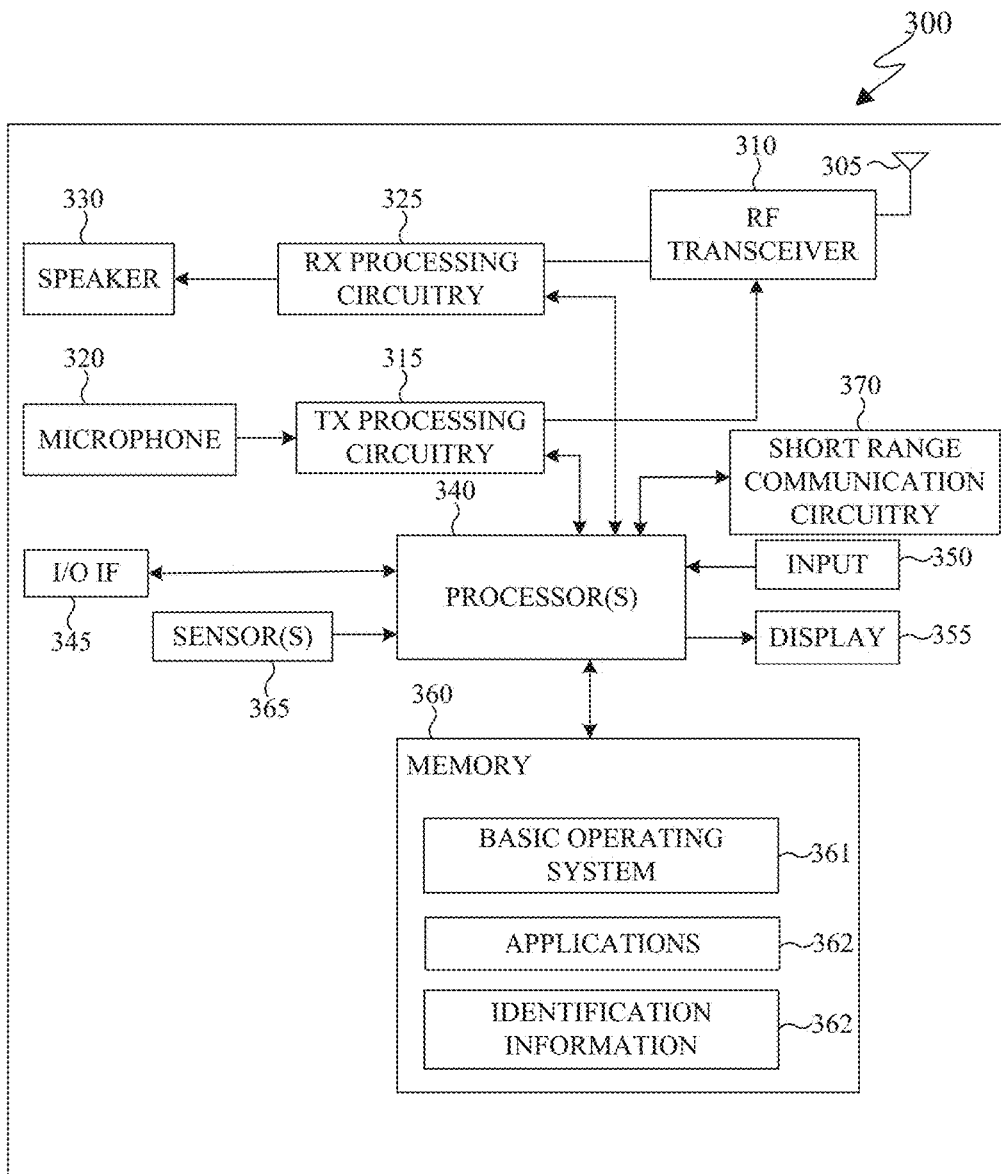 300
310
305
330
325
RF
TRANSCEIVER
SPEAKER
RX PROCESSING
CIRCUITRY
320
315
370
MICROPHONE
TX PROCESSING
CIRCUITRY
SHORT RANGE
COMMUNICATION
CIRCUITRY
340
I/O IF
PROCESSOR(S)
INPUT
350
345
SENSOR(S)
DISPLAY
355
365
360
MEMORY
BASIC OPERATING
SYSTEM
361
APPLICATIONS
362
IDENTIFICATION
INFORMATION
362